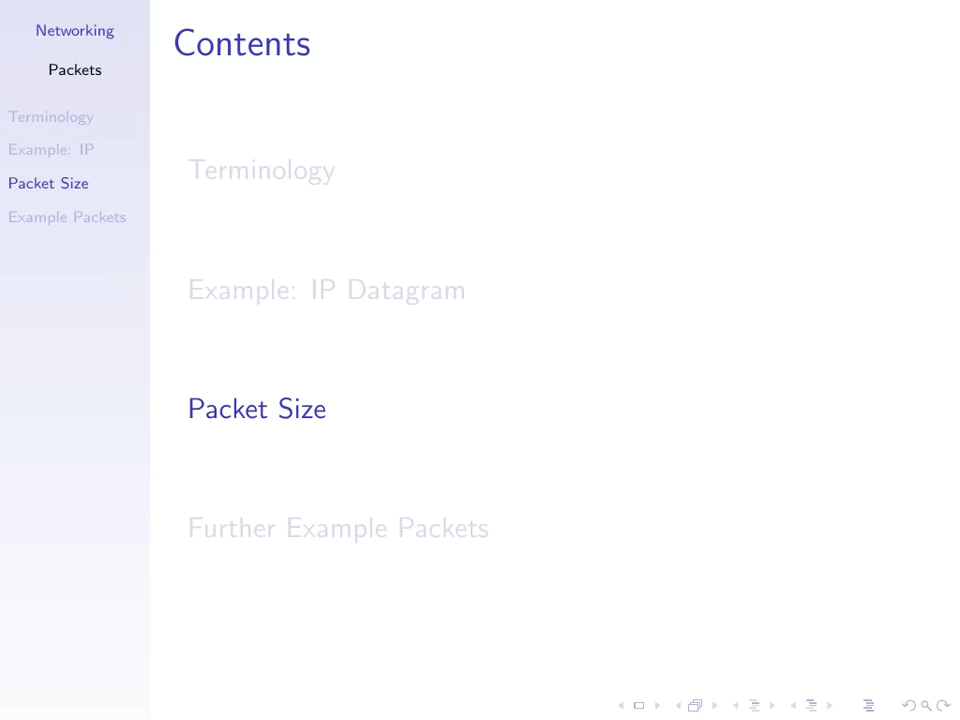 Networking
Packets
Terminology
Example: IP
Packet Size
Example Packets
Contents
Terminology
Example: IP Datagram
Packet Size
Further Example Packets